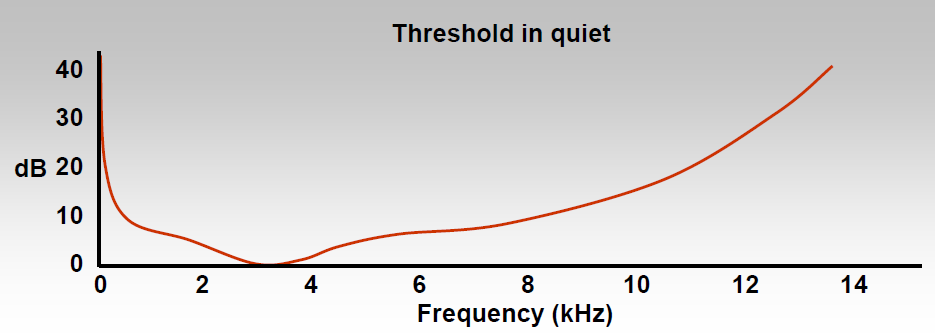 Threshold in quiet
40
30
dB 20
10
0
0 2 4 6 8 10 12 14
Frequency (kHz)